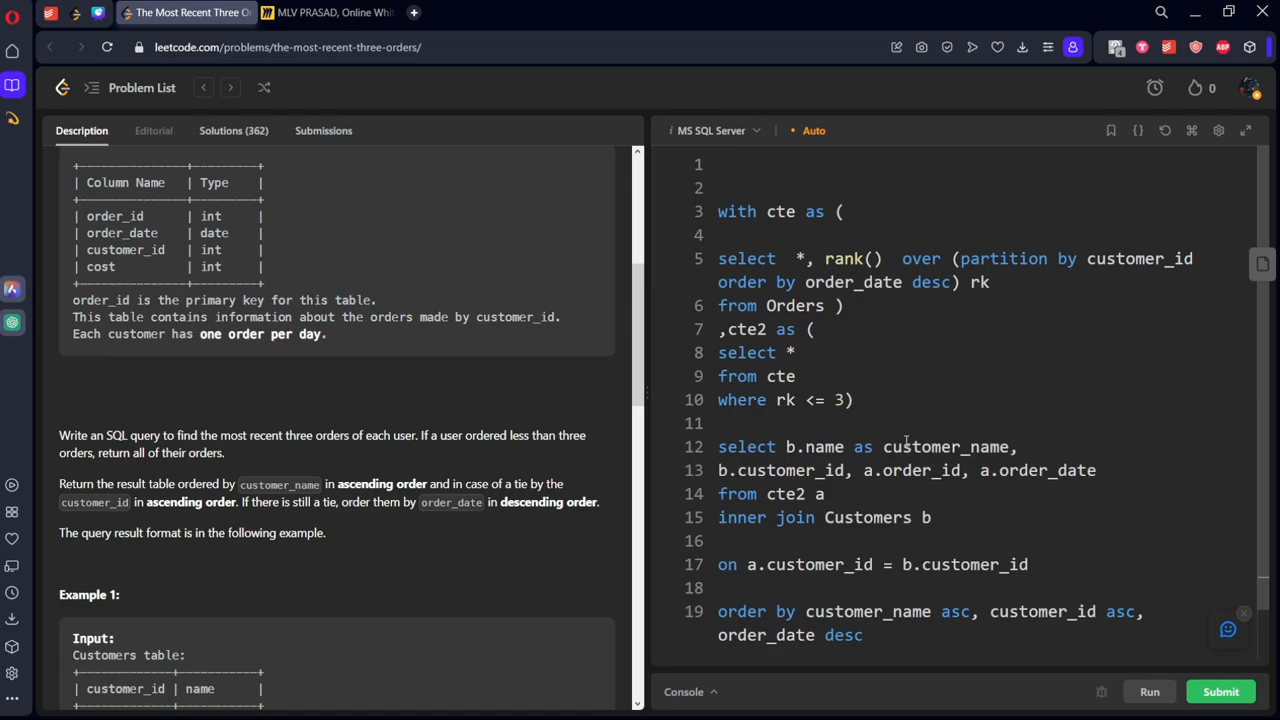 The Most Recent Three Or
MLV PRASAD, Online Whit
leetcode.com/problems/the-most-recent-three-orders/
ABP
Problem List
0
Description
Editorial
Solutions (362)
Submissions
+---------------+---------+
| Column Name   | Type    |
+---------------+---------+
| order_id      | int     |
| order_date    | date    |
| customer_id   | int     |
| cost          | int     |
+---------------+---------+
order_id is the primary key for this table.
This table contains information about the orders made by customer_id.
Each customer has one order per day.
Write an SQL query to find the most recent three orders of each user. If a user ordered less than three
orders, return all of their orders.
Return the result table ordered by customer_name in ascending order and in case of a tie by the
customer_id in ascending order. If there is still a tie, order them by order_date in descending order.
The query result format is in the following example.
Example 1:
Input:
Customers table:
+-------------+---------+
| customer_id | name    |
+-------------+---------+
i MS SQL Server
• Auto
1
2
3 with cte as (
4
5 select  *, rank()  over (partition by customer_id
order by order_date desc) rk
6 from Orders )
7 ,cte2 as (
8 select *
9 from cte
10 where rk <= 3)
11
12 select b.name as customer_name,
13 b.customer_id, a.order_id, a.order_date
14 from cte2 a
15 inner join Customers b
16
17 on a.customer_id = b.customer_id
18
19 order by customer_name asc, customer_id asc,
order_date desc
Console
Run
Submit